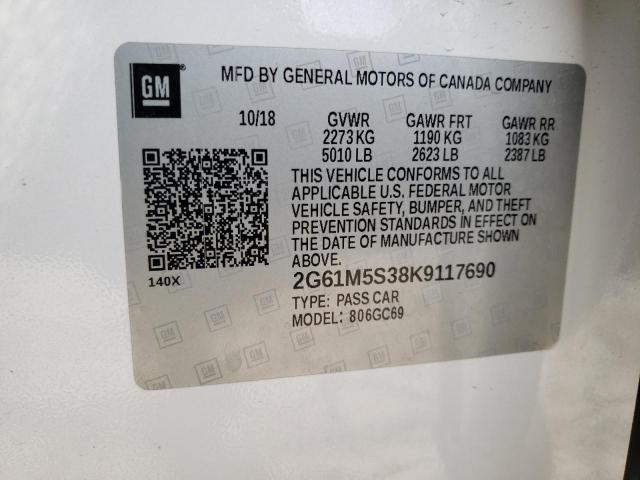 GM
MFD BY GENERAL MOTORS OF CANADA COMPANY
10/18 GVWR GAWR FRT GAWR RR
2273 KG 1190 KG 1083 KG
5010 LB 2623 LB 2387 LB
THIS VEHICLE CONFORMS TO ALL
APPLICABLE U.S. FEDERAL MOTOR
VEHICLE SAFETY, BUMPER, AND THEFT
PREVENTION STANDARDS IN EFFECT ON
THE DATE OF MANUFACTURE SHOWN
ABOVE.
140X
2G61M5S38K9117690
TYPE: PASS CAR
MODEL: 806GC69